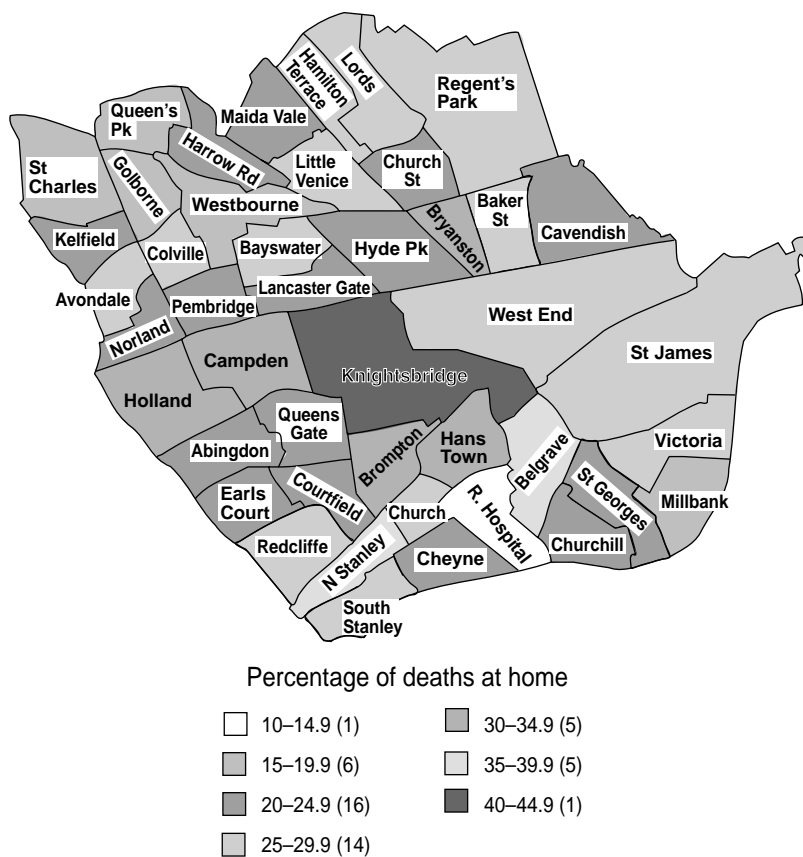 Hamilton
Terrace
Lords
Regent's
Park
Queen's
Pk
Maida Vale
Harrow Rd
Little
Venice
Church
St
St
Charles
Golborne
Westbourne
Baker
St
Kelfield
Colville
Bayswater
Hyde Pk
Bryanston
Cavendish
Avondale
Pembridge
Lancaster Gate
Norland
West End
St James
Campden
Knightsbridge
Holland
Queens
Gate
Abingdon
Brompton
Hans
Town
Belgrave
Victoria
Earls
Court
Courtfield
Church
R. Hospital
St Georges
Millbank
Redcliffe
N Stanley
Cheyne
Churchill
South
Stanley
Percentage of deaths at home
10–14.9 (1)
15–19.9 (6)
20–24.9 (16)
25–29.9 (14)
30–34.9 (5)
35–39.9 (5)
40–44.9 (1)